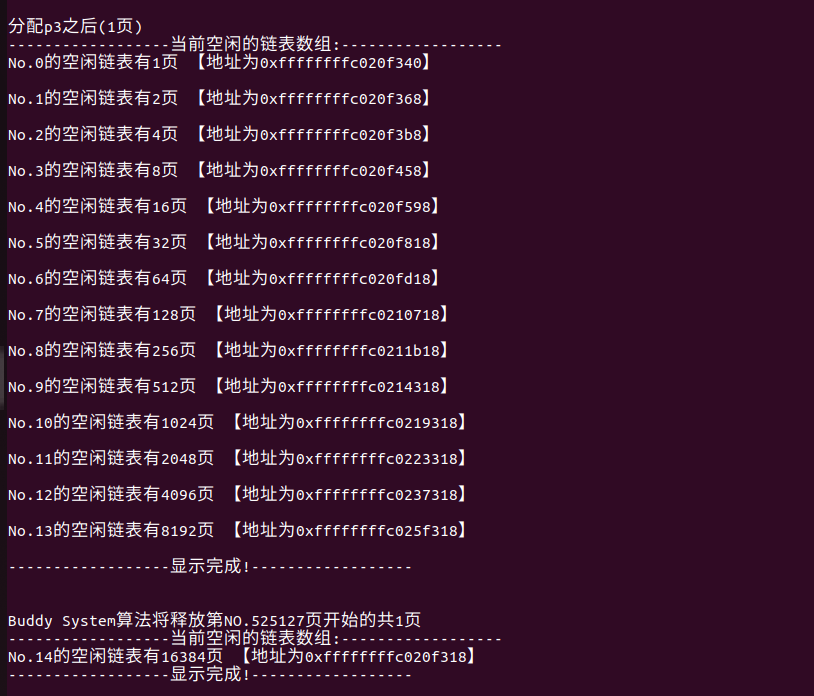 分配p3之后(1页)
------------------当前空闲的链表数组:------------------
No.0的空闲链表有1页 【地址为0xffffffffc020f340】
No.1的空闲链表有2页 【地址为0xffffffffc020f368】
No.2的空闲链表有4页 【地址为0xffffffffc020f3b8】
No.3的空闲链表有8页 【地址为0xffffffffc020f458】
No.4的空闲链表有16页 【地址为0xffffffffc020f598】
No.5的空闲链表有32页 【地址为0xffffffffc020f818】
No.6的空闲链表有64页 【地址为0xffffffffc020fd18】
No.7的空闲链表有128页 【地址为0xffffffffc0210718】
No.8的空闲链表有256页 【地址为0xffffffffc0211b18】
No.9的空闲链表有512页 【地址为0xffffffffc0214318】
No.10的空闲链表有1024页 【地址为0xffffffffc0219318】
No.11的空闲链表有2048页 【地址为0xffffffffc0223318】
No.12的空闲链表有4096页 【地址为0xffffffffc0237318】
No.13的空闲链表有8192页 【地址为0xffffffffc025f318】
------------------显示完成!------------------
Buddy System算法将释放第NO.525127页开始的共1页
------------------当前空闲的链表数组:------------------
No.14的空闲链表有16384页 【地址为0xffffffffc020f318】
------------------显示完成!------------------